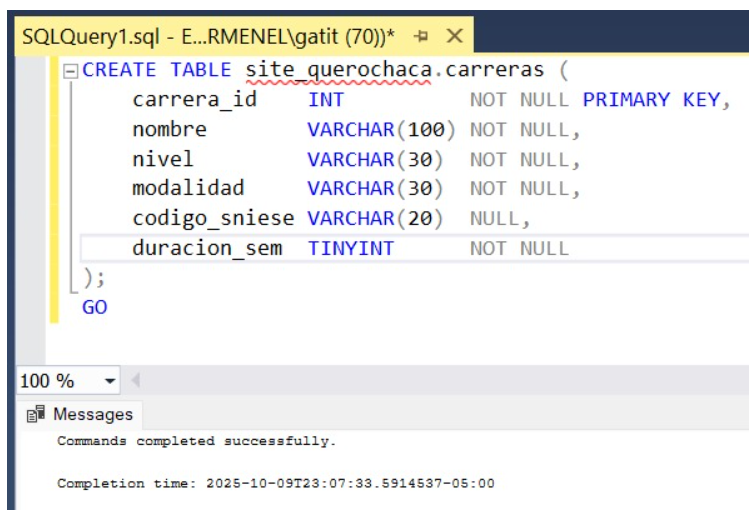 SQLQuery1.sql - E...RMENEL\gatit (70))*
CREATE TABLE site_querochaca.carreras (
carrera_id INT NOT NULL PRIMARY KEY,
nombre VARCHAR(100) NOT NULL,
nivel VARCHAR(30) NOT NULL,
modalidad VARCHAR(30) NOT NULL,
codigo_sniese VARCHAR(20) NULL,
duracion_sem TINYINT NOT NULL
);
GO
100 %
Messages
Commands completed successfully.
Completion time: 2025-10-09T23:07:33.5914537-05:00